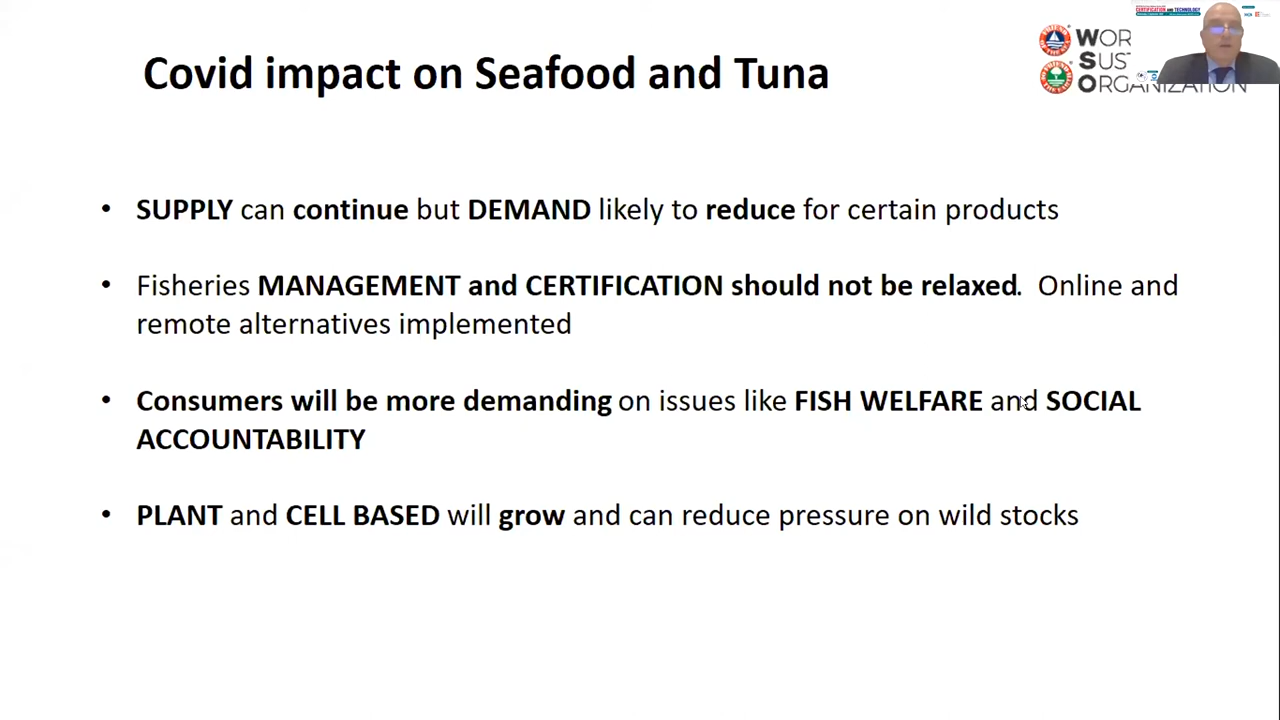 Covid impact on Seafood and Tuna
WOR
SUS
ORGANIZATION
CERTIFICATION AND TECHNOLOGY
• SUPPLY can continue but DEMAND likely to reduce for certain products
• Fisheries MANAGEMENT and CERTIFICATION should not be relaxed.  Online and
remote alternatives implemented
• Consumers will be more demanding on issues like FISH WELFARE and SOCIAL
ACCOUNTABILITY
• PLANT and CELL BASED will grow and can reduce pressure on wild stocks